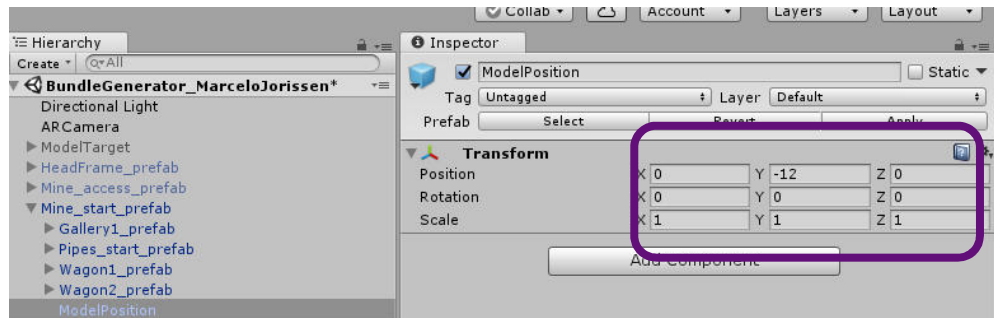 Collab Account Layers Layout
Hierarchy
Create All
BundleGenerator_MarceloJorissen*
Directional Light
ARCamera
ModelTarget
HeadFrame_prefab
Mine_access_prefab
Mine_start_prefab
Gallery1_prefab
Pipes_start_prefab
Wagon1_prefab
Wagon2_prefab
ModelPosition
Inspector
ModelPosition Static
Tag Untagged Layer Default
Prefab Select Revert Apply
Transform
Position X 0 Y -12 Z 0
Rotation X 0 Y 0 Z 0
Scale X 1 Y 1 Z 1
Add Component